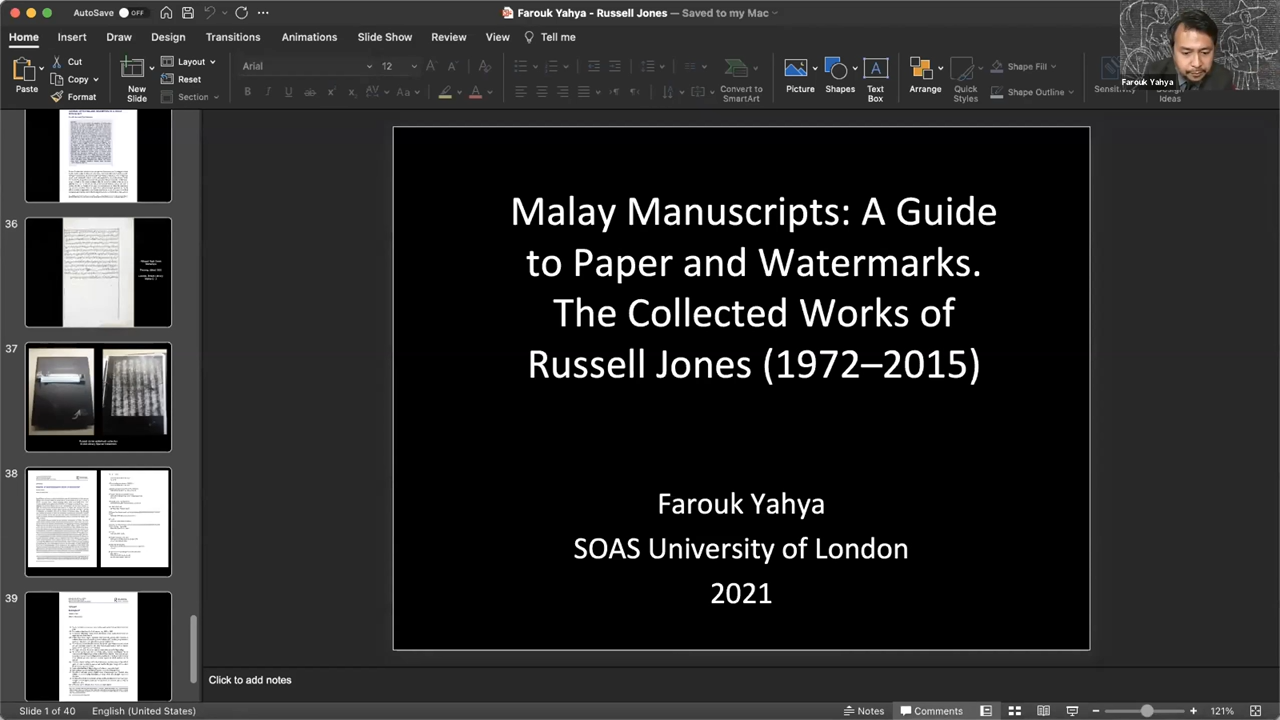 AutoSave OFF
Farouk Yahya - Russell Jones — Saved to my Mac
Home Insert Draw Design Transitions Animations Slide Show Review View Tell me
Paste
Cut
Copy
Format
New Slide
Layout
Reset
Section
Arial 12
Convert to SmartArt
Picture
Shapes
Text Box
Arrange
Quick Styles
Shape Fill
Shape Outline
Design Ideas
Farouk Yahya
36
37
38
39
Malay Manuscripts: A Guide
Paper and Watermarks:
The Collected Works of
Russell Jones (1972–2015)
Farouk Yahya
SOAS University of London
2021
Click to add notes
Slide 1 of 40 English (United States) Notes Comments 121%